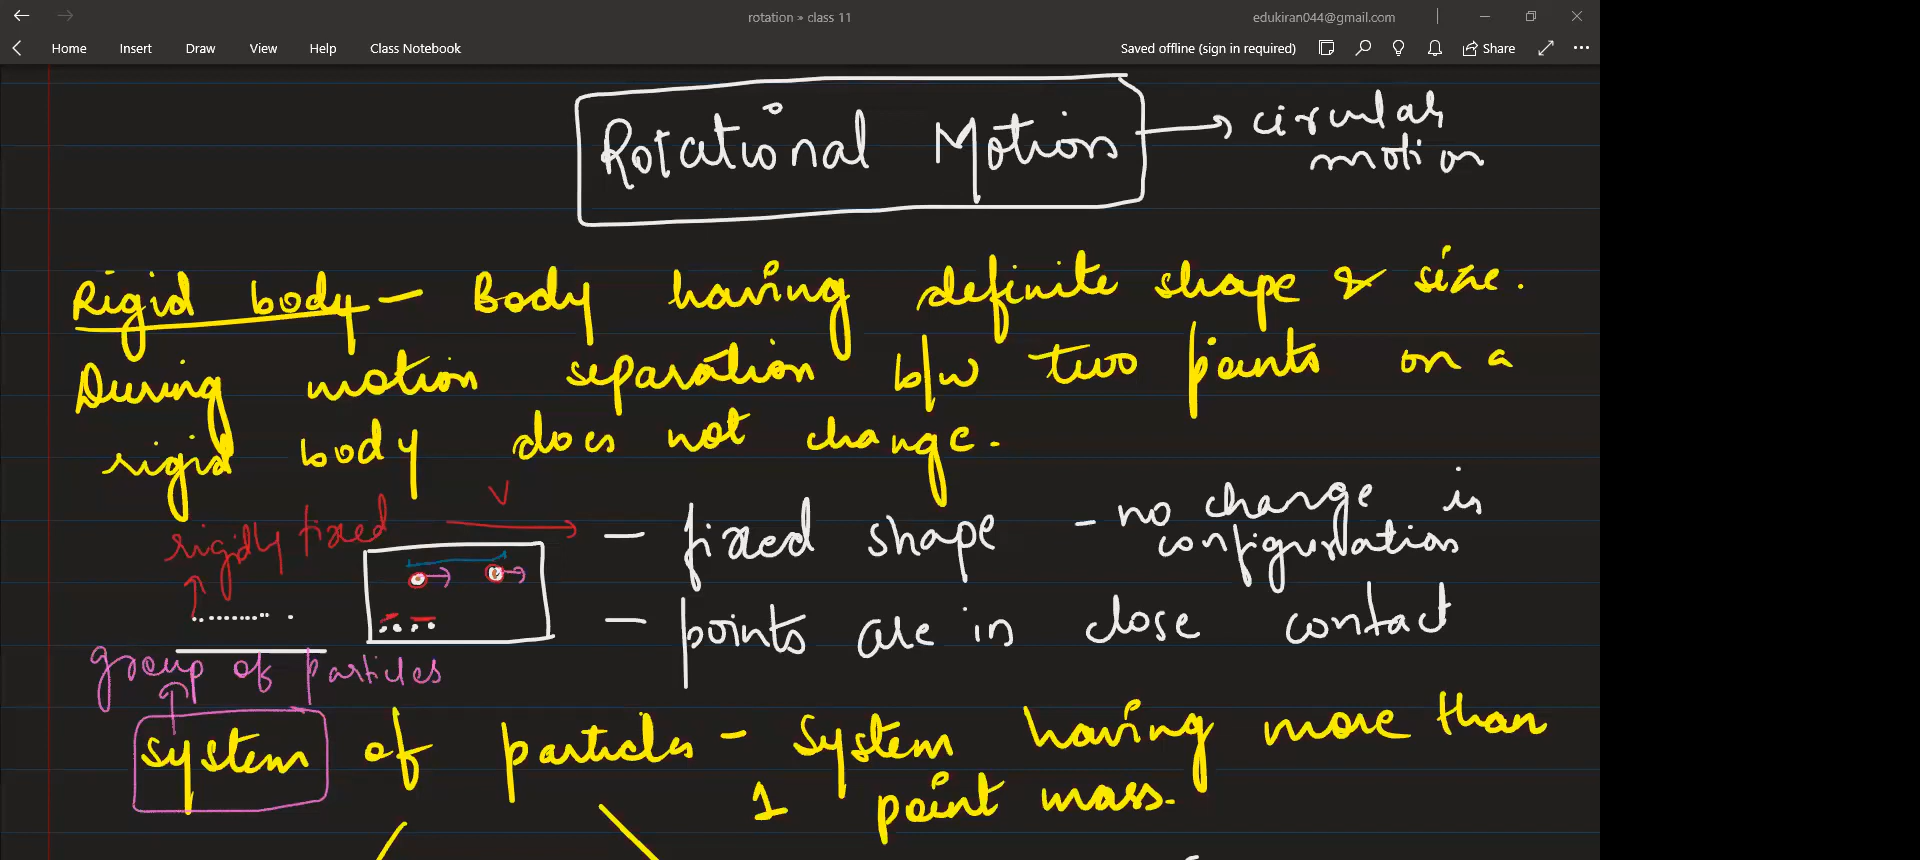 rotation » class 11
edukiran044@gmail.com
Home Insert Draw View Help Class Notebook
Saved offline (sign in required)
Share
Rotational Motion → circular
motion
Rigid body - Body having definite shape & size.
During motion separation b/w two points on a
rigid body does not change.
rigidly fixed
V
- fixed shape - no change in
configuration
- points are in close contact
group of particles
system of particles - system having more than
1 point mass.